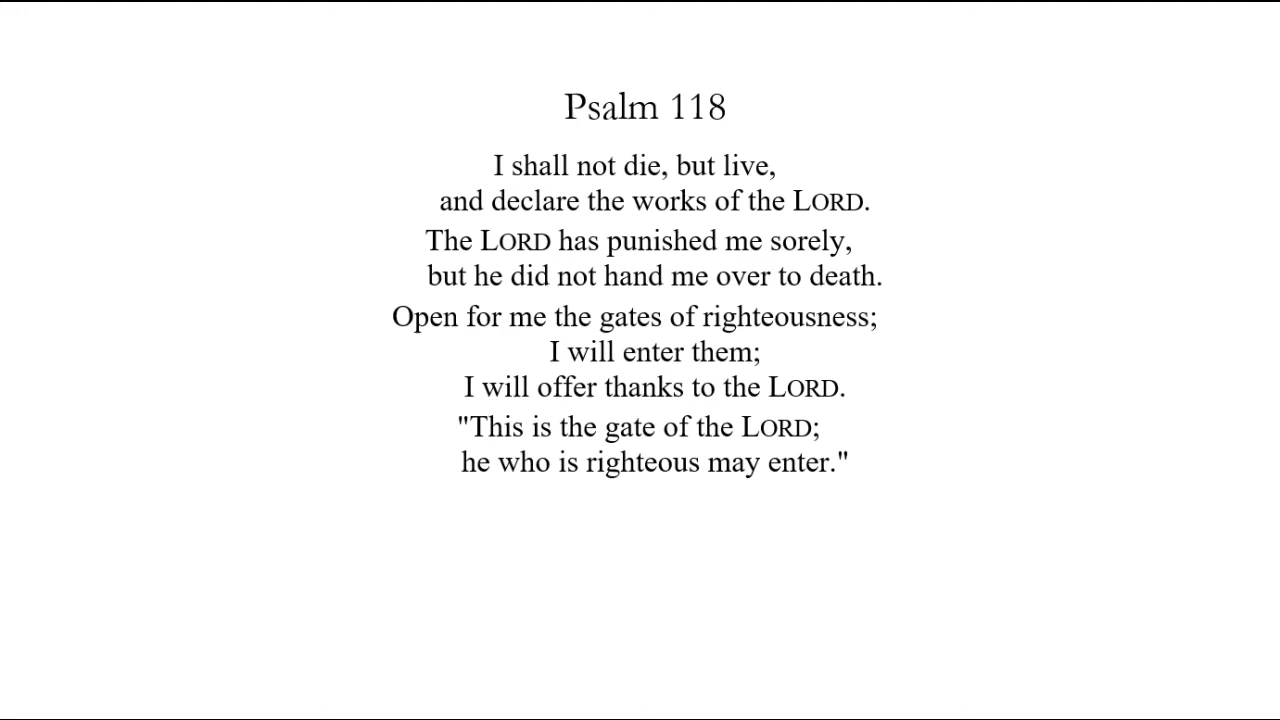 Psalm 118
I shall not die, but live,
and declare the works of the LORD.
The LORD has punished me sorely,
but he did not hand me over to death.
Open for me the gates of righteousness;
I will enter them;
I will offer thanks to the LORD.
"This is the gate of the LORD;
he who is righteous may enter."